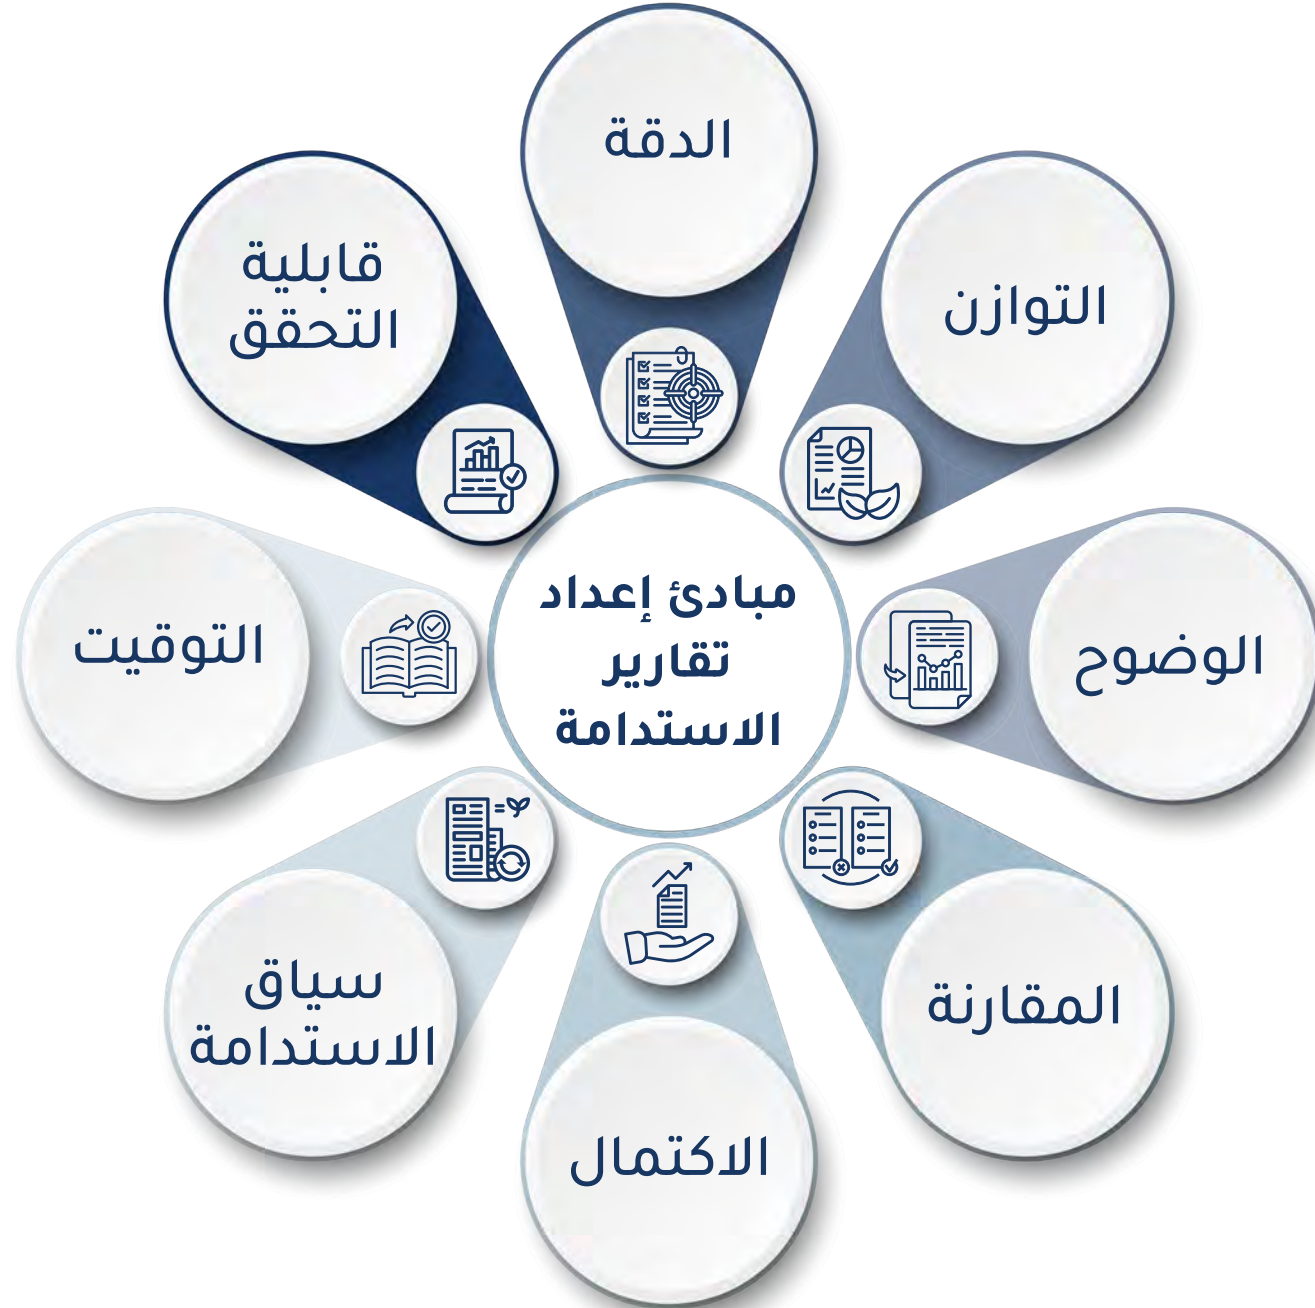 مبادئ إعداد
تقارير
الاستدامة
الدقة
التوازن
الوضوح
المقارنة
الاكتمال
سياق
الاستدامة
التوقيت
قابلية
التحقق